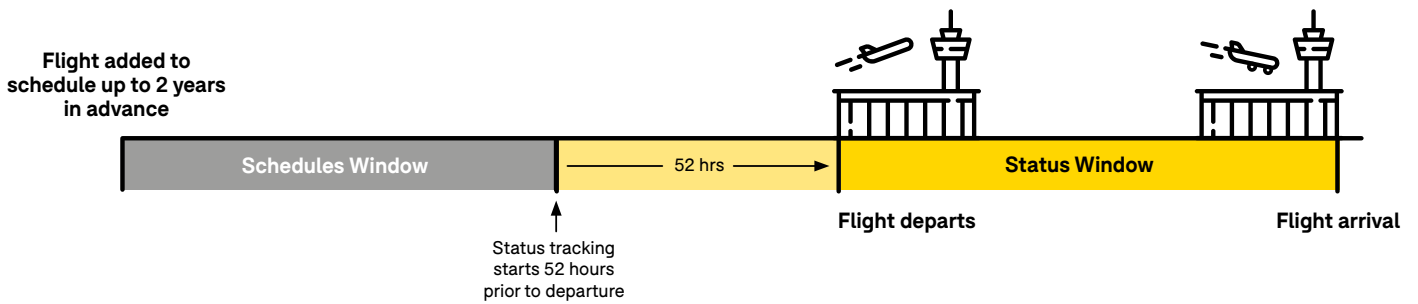 Flight added to
schedule up to 2 years
in advance
Schedules Window
52 hrs
Status Window
Flight departs
Flight arrival
Status tracking
starts 52 hours
prior to departure